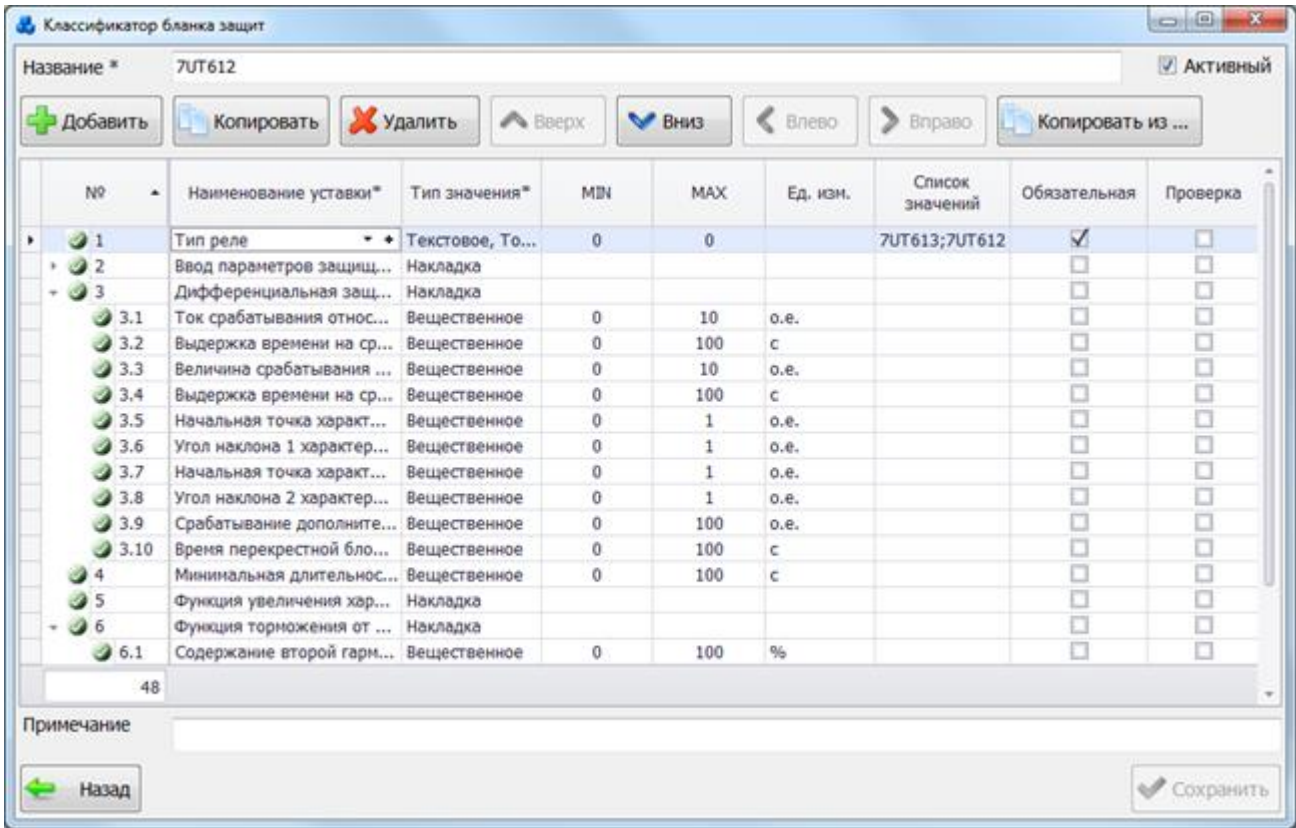 Классификатор бланка защит
Название * 7UT612 Активный
Добавить Копировать Удалить Вверх Вниз Влево Вправо Копировать из ...
№ Наименование уставки* Тип значения* MIN MAX Ед. изм. Список значений Обязательная Проверка
1 Тип реле Текстовое, То... 0 0 7UT613;7UT612
2 Ввод параметров защищ... Накладка
3 Дифференциальная защ... Накладка
3.1 Ток срабатывания относ... Вещественное 0 10 о.е.
3.2 Выдержка времени на ср... Вещественное 0 100 с
3.3 Величина срабатывания ... Вещественное 0 10 о.е.
3.4 Выдержка времени на ср... Вещественное 0 100 с
3.5 Начальная точка характ... Вещественное 0 1 о.е.
3.6 Угол наклона 1 характер... Вещественное 0 1 о.е.
3.7 Начальная точка характ... Вещественное 0 1 о.е.
3.8 Угол наклона 2 характер... Вещественное 0 1 о.е.
3.9 Срабатывание дополните... Вещественное 0 100 о.е.
3.10 Время перекрестной бло... Вещественное 0 100 с
4 Минимальная длительнос... Вещественное 0 100 с
5 Функция увеличения хар... Накладка
6 Функция торможения от ... Накладка
6.1 Содержание второй гарм... Вещественное 0 100 %
48
Примечание
Назад Сохранить